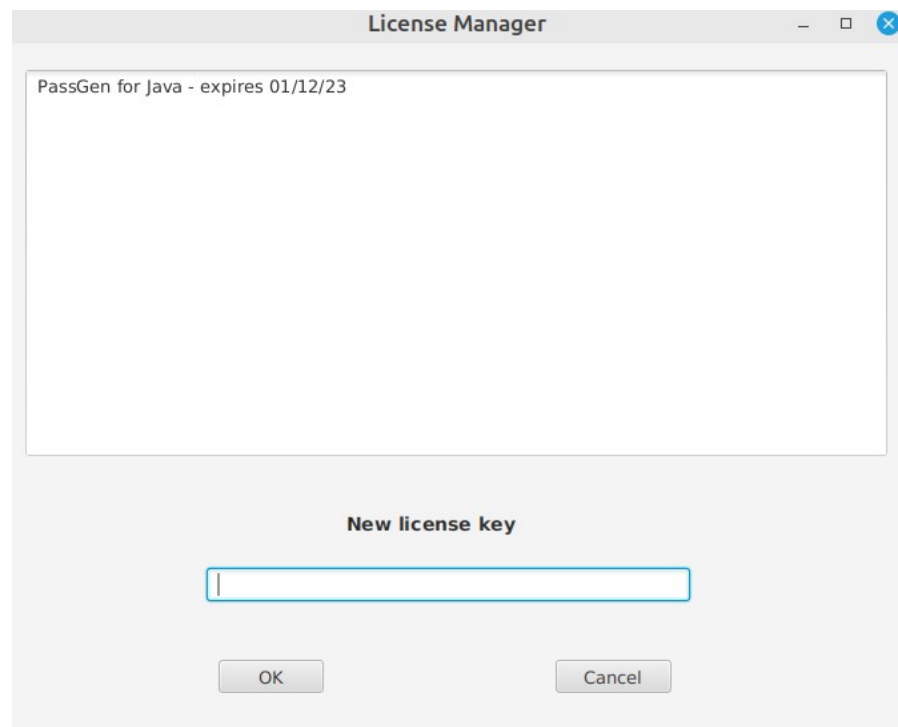 License Manager
PassGen for Java - expires 01/12/23
New license key
OK
Cancel